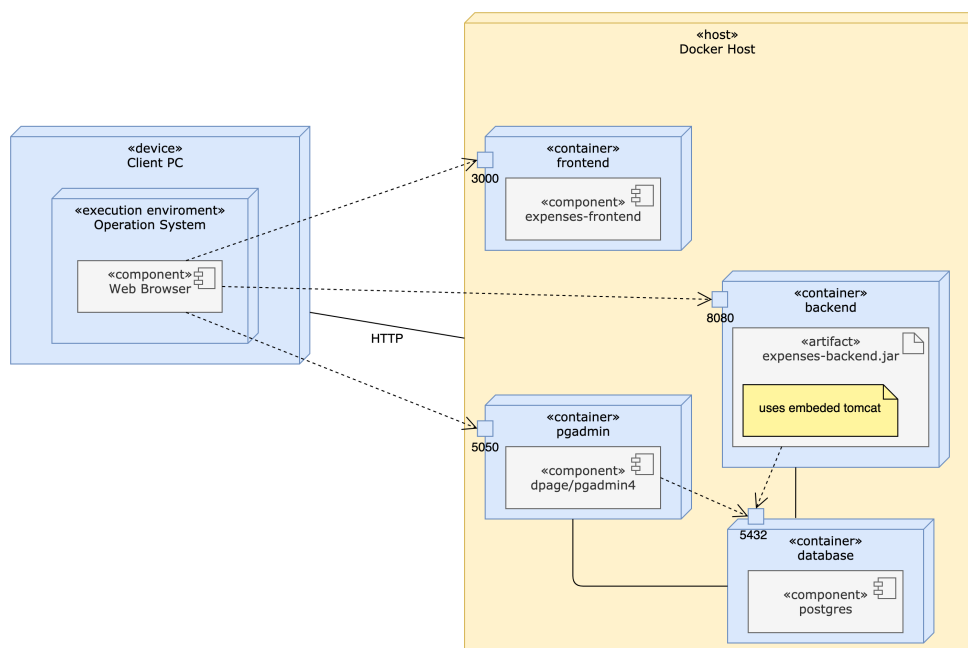 «host»
Docker Host
«device»
Client PC
«execution enviroment»
Operation System
«component»
Web Browser
HTTP
3000
«container»
frontend
«component»
expenses-frontend
8080
«container»
backend
«artifact»
expenses-backend.jar
uses embeded tomcat
5050
«container»
pgadmin
«component»
dpage/pgadmin4
5432
«container»
database
«component»
postgres